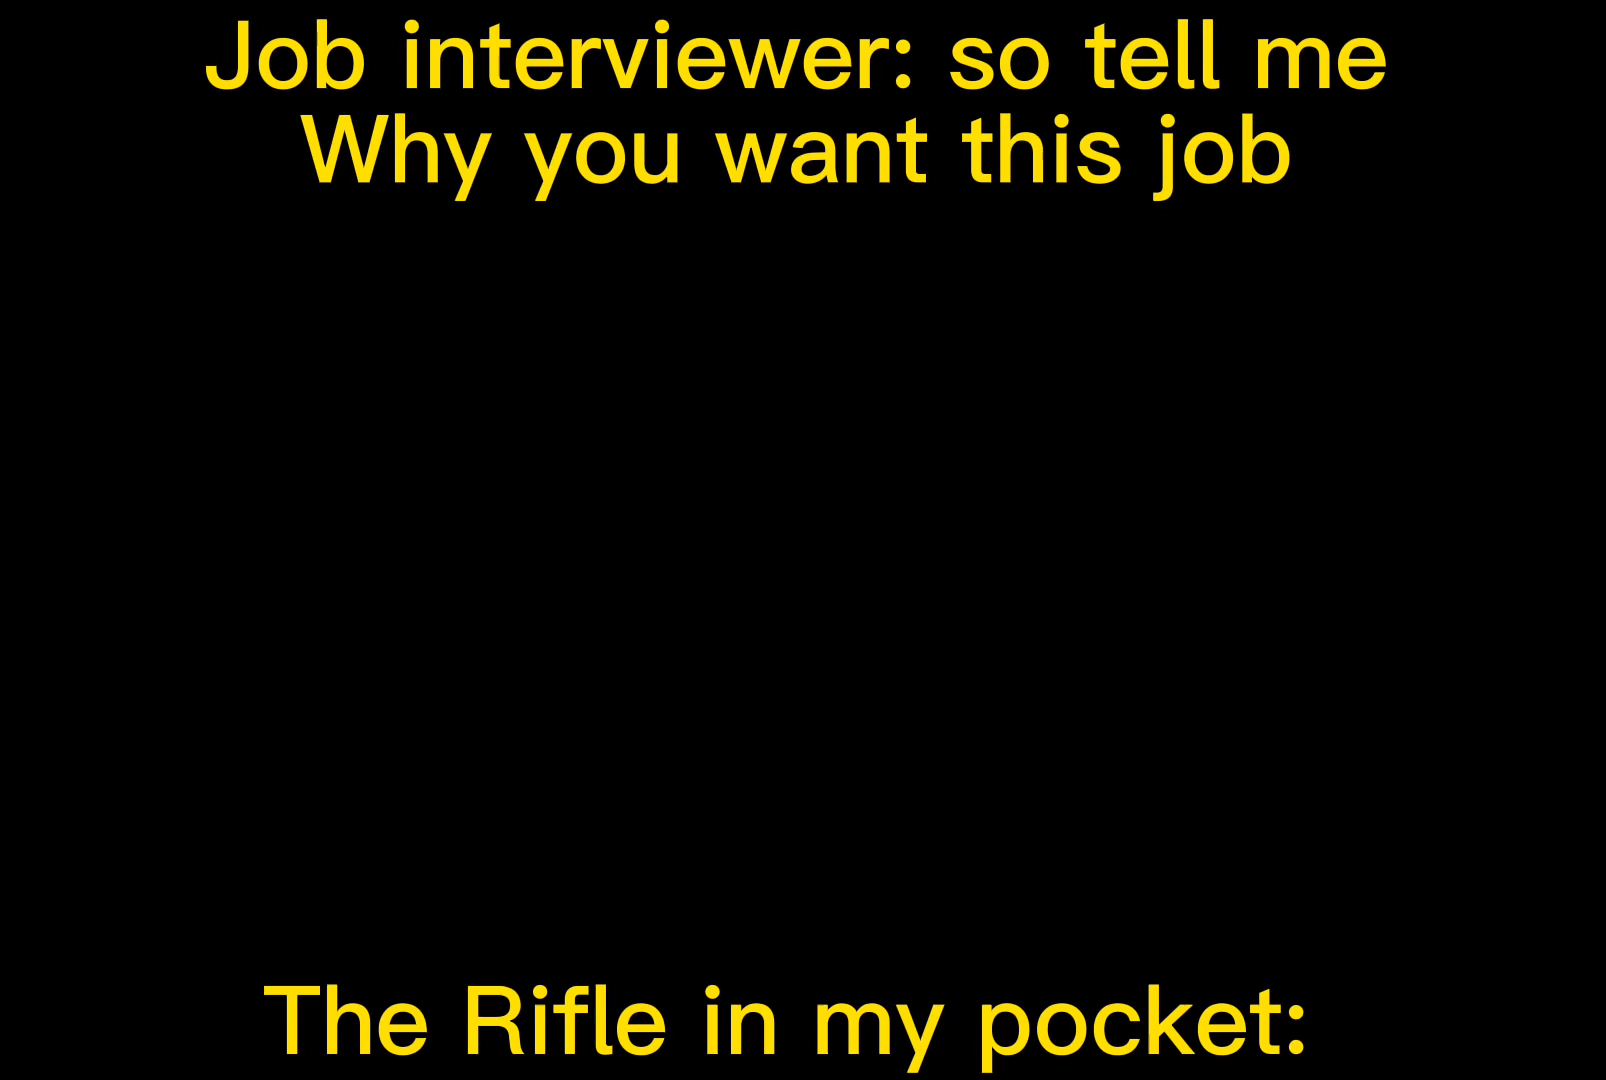 Job interviewer: so tell me
Why you want this job
The Rifle in my pocket: